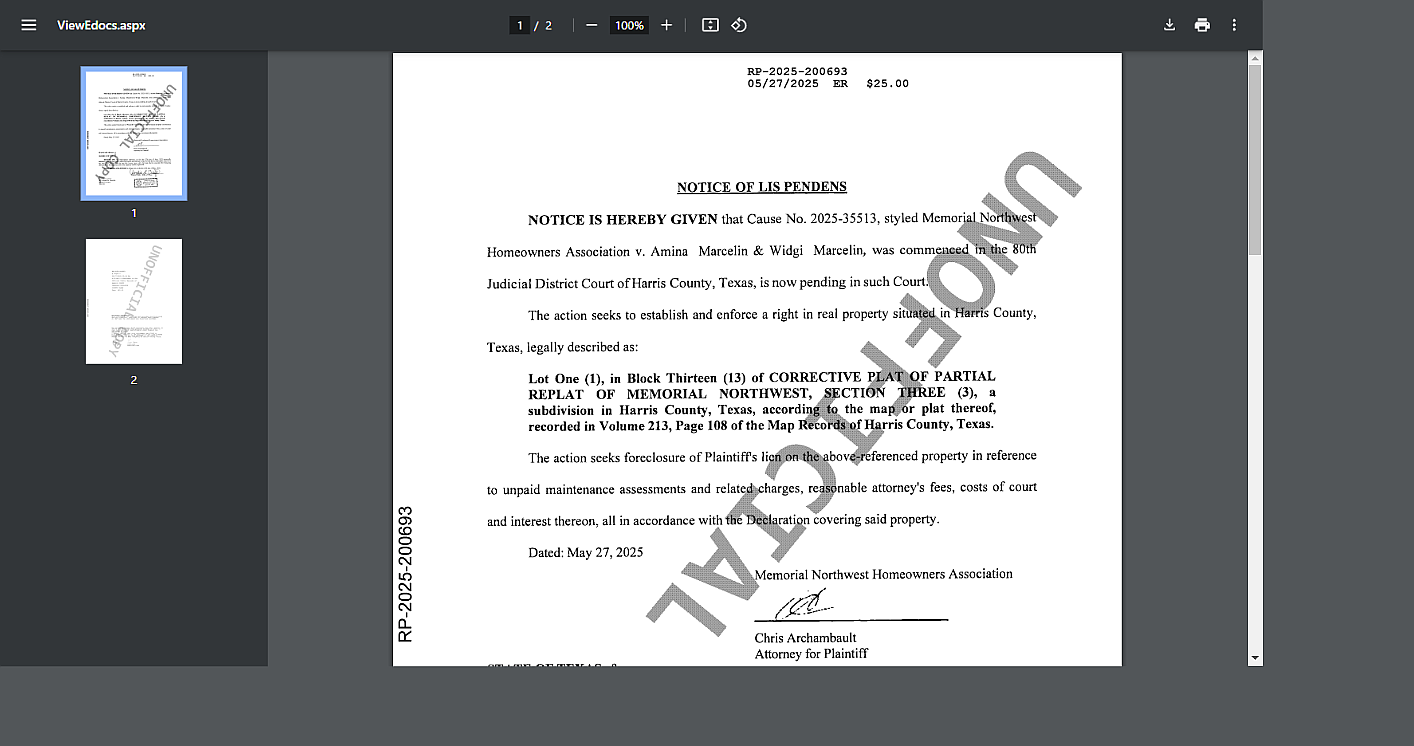 ViewEdocs.aspx
1 / 2
100%
1
2
RP-2025-200693
05/27/2025 ER $25.00
NOTICE OF LIS PENDENS
NOTICE IS HEREBY GIVEN that Cause No. 2025-35513, styled Memorial Northwest
Homeowners Association v. Amina Marcelin & Widgi Marcelin, was commenced in the 80th
Judicial District Court of Harris County, Texas, is now pending in such Court.
The action seeks to establish and enforce a right in real property situated in Harris County,
Texas, legally described as:
Lot One (1), in Block Thirteen (13) of CORRECTIVE PLAT OF PARTIAL
REPLAT OF MEMORIAL NORTHWEST, SECTION THREE (3), a
subdivision in Harris County, Texas, according to the map or plat thereof,
recorded in Volume 213, Page 108 of the Map Records of Harris County, Texas.
The action seeks foreclosure of Plaintiff's lien on the above-referenced property in reference
to unpaid maintenance assessments and related charges, reasonable attorney's fees, costs of court
and interest thereon, all in accordance with the Declaration covering said property.
Dated: May 27, 2025
Memorial Northwest Homeowners Association
Chris Archambault
Attorney for Plaintiff
RP-2025-200693
UNOFFICIAL
UNOFFICIAL COPY
UNOFFICIAL COPY